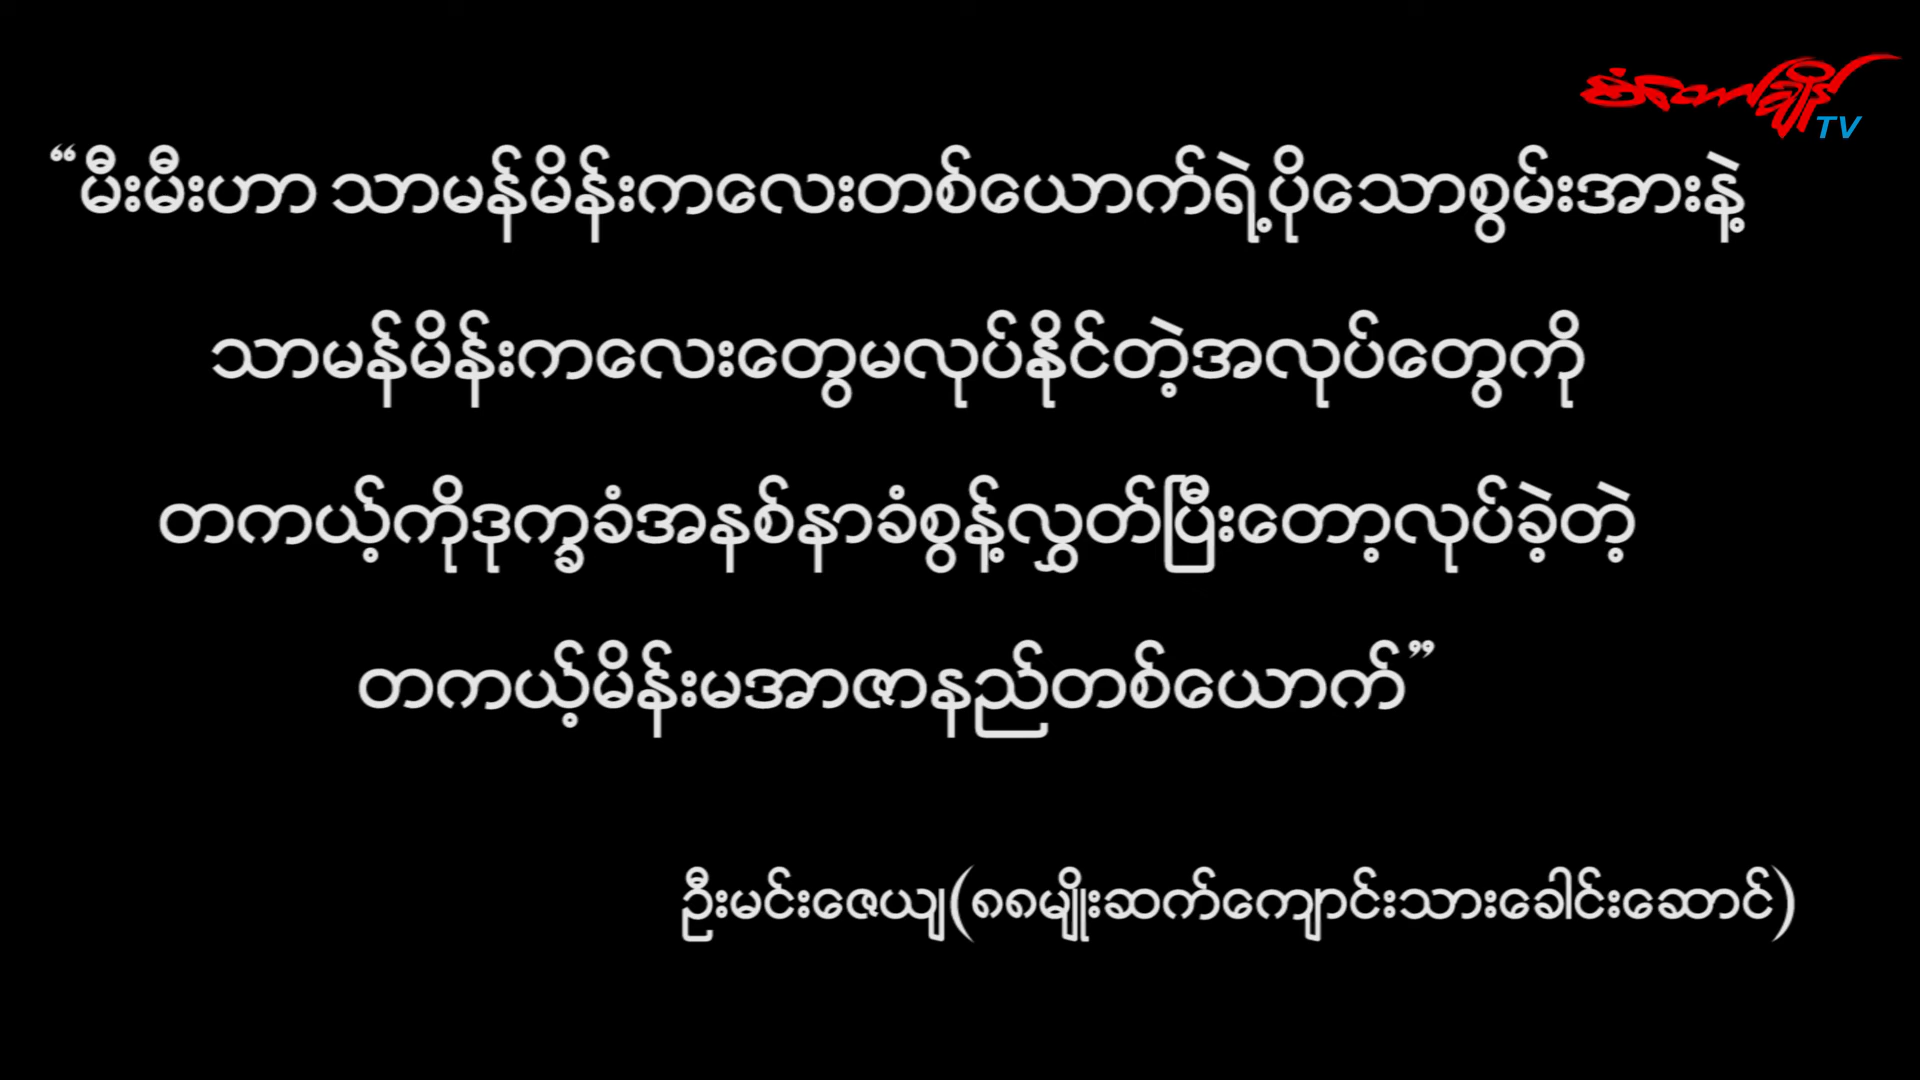 TV
“မီးမီးဟာ သာမန်မိန်းကလေးတစ်ယောက်ရဲ့ပိုသောစွမ်းအားနဲ့
သာမန်မိန်းကလေးတွေမလုပ်နိုင်တဲ့အလုပ်တွေကို
တကယ့်ကိုဒုက္ခခံအနစ်နာခံစွန့်လွှတ်ပြီးတော့လုပ်ခဲ့တဲ့
တကယ့်မိန်းမအာဇာနည်တစ်ယောက်”
ဦးမင်းဇေယျ(၈၈မျိုးဆက်ကျောင်းသားခေါင်းဆောင်)